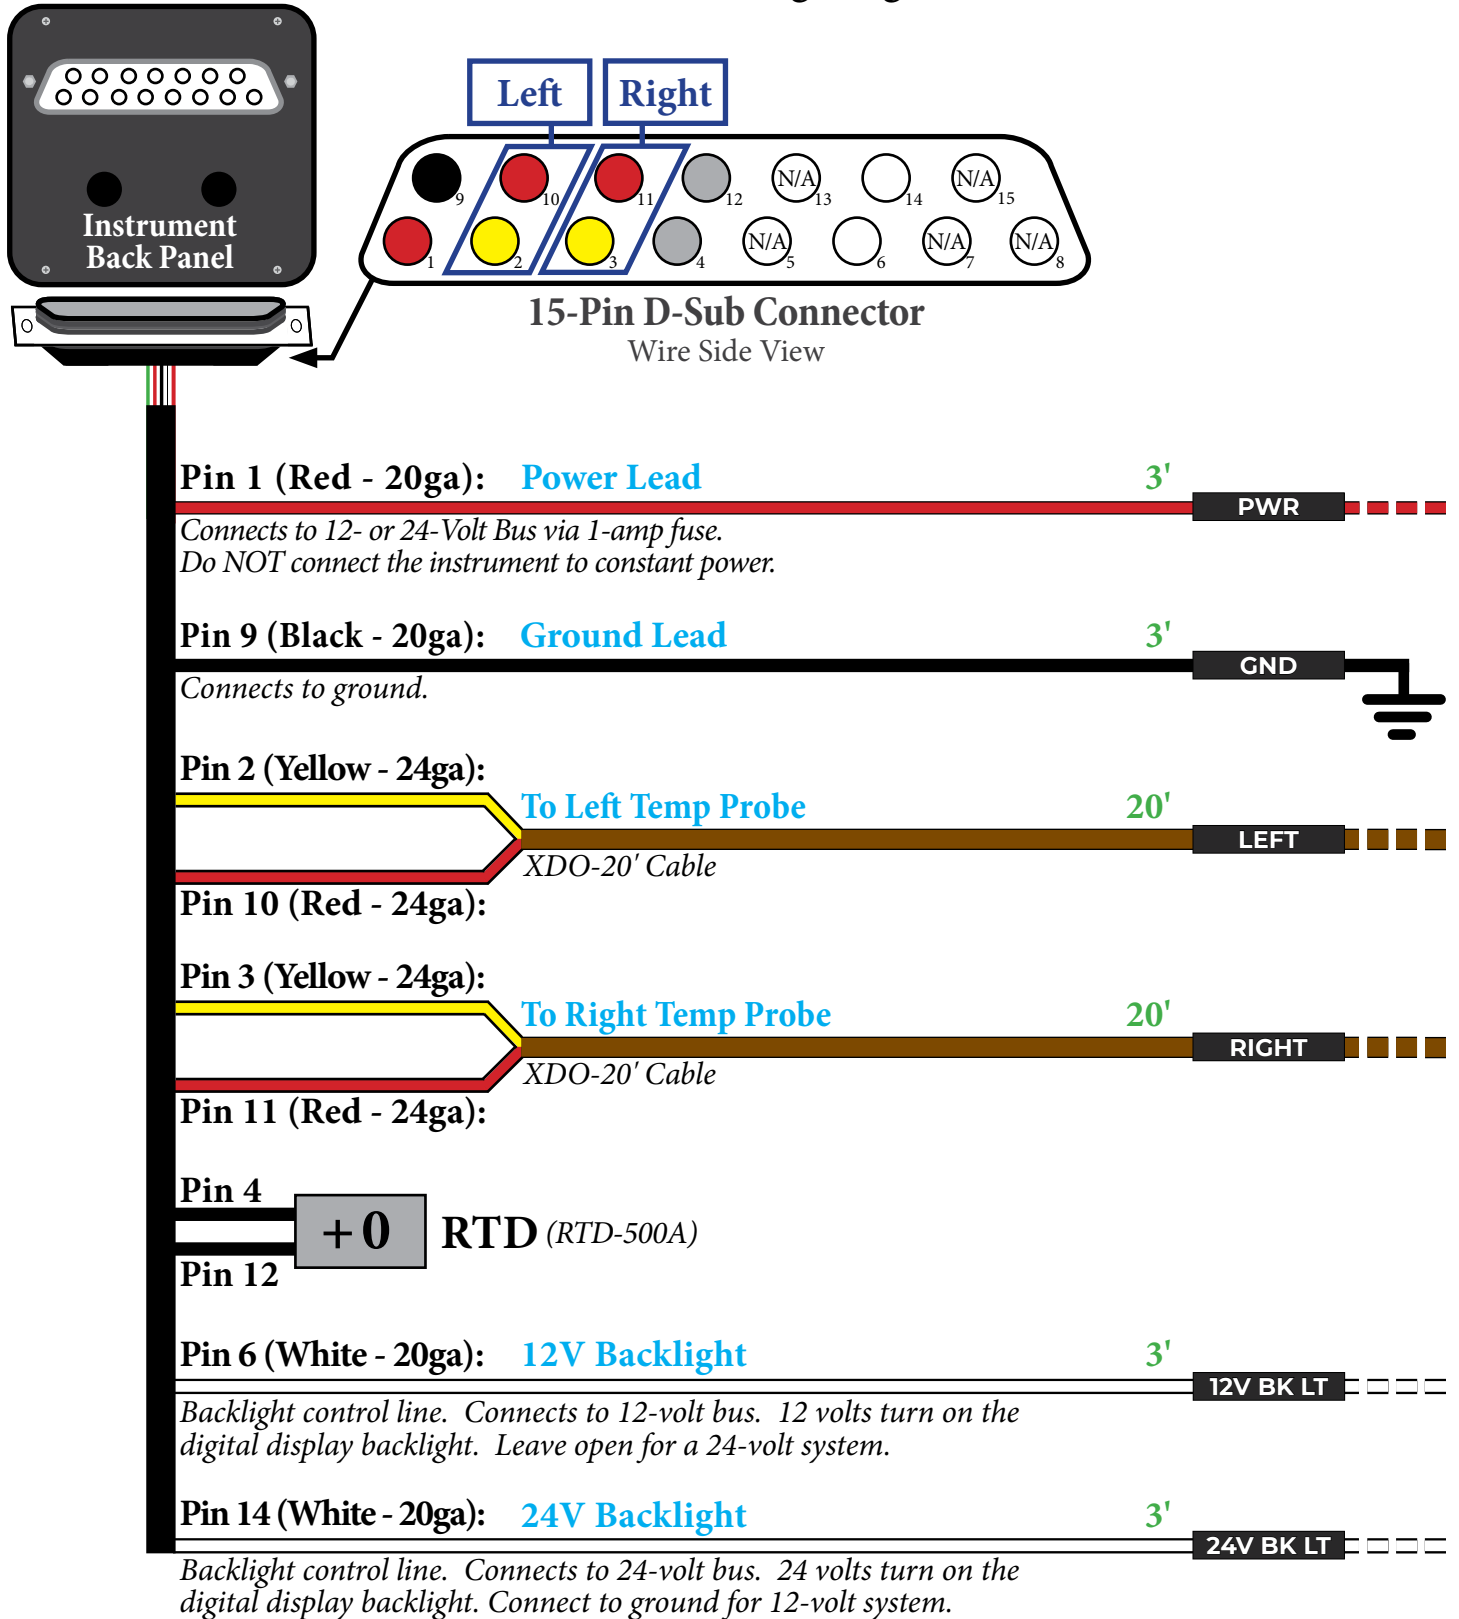 Left
Right
9
10
11
12
N/A
13
14
N/A
15
1
2
3
4
N/A
5
6
N/A
7
N/A
8
Instrument
Back Panel
15-Pin D-Sub Connector
Wire Side View
Pin 1 (Red - 20ga): Power Lead 3'
PWR
Connects to 12- or 24-Volt Bus via 1-amp fuse.
Do NOT connect the instrument to constant power.
Pin 9 (Black - 20ga): Ground Lead 3'
GND
Connects to ground.
Pin 2 (Yellow - 24ga):
To Left Temp Probe 20'
LEFT
XDO-20' Cable
Pin 10 (Red - 24ga):
Pin 3 (Yellow - 24ga):
To Right Temp Probe 20'
RIGHT
XDO-20' Cable
Pin 11 (Red - 24ga):
Pin 4
+0 RTD (RTD-500A)
Pin 12
Pin 6 (White - 20ga): 12V Backlight 3'
12V BK LT
Backlight control line. Connects to 12-volt bus. 12 volts turn on the
digital display backlight. Leave open for a 24-volt system.
Pin 14 (White - 20ga): 24V Backlight 3'
24V BK LT
Backlight control line. Connects to 24-volt bus. 24 volts turn on the
digital display backlight. Connect to ground for 12-volt system.